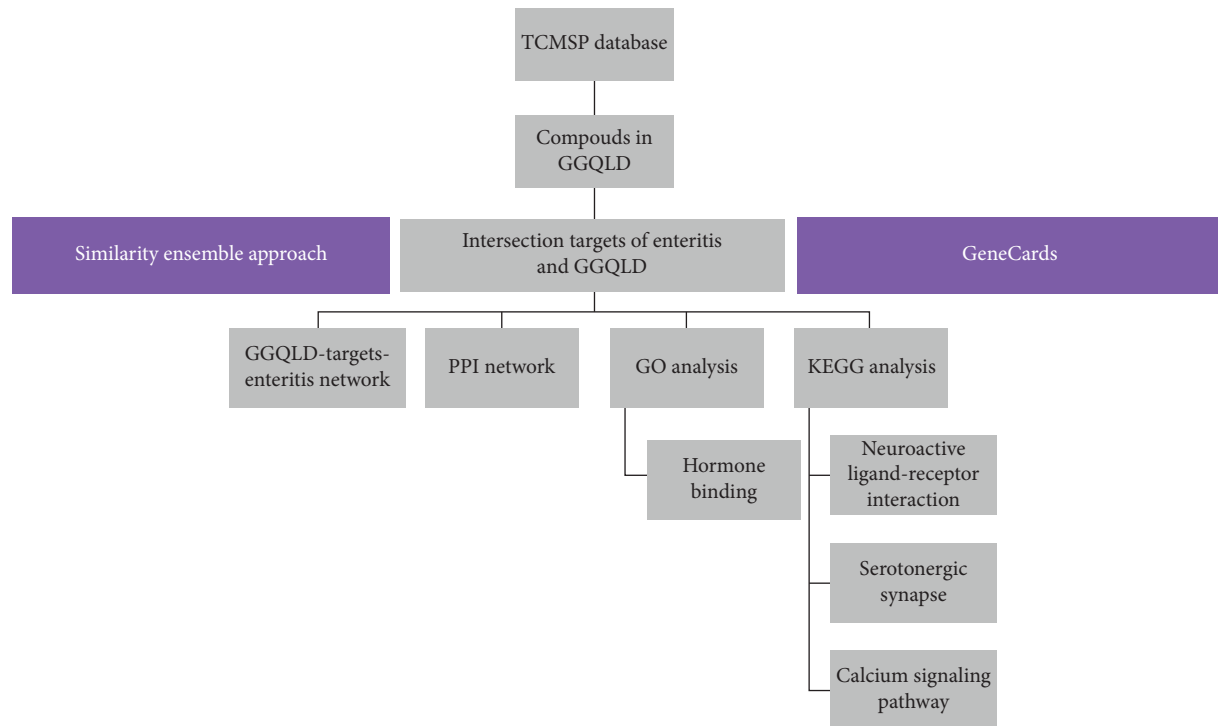 TCMSP database
Compouds in
GGQLD
Similarity ensemble approach
Intersection targets of enteritis
and GGQLD
GeneCards
GGQLD-targets-
enteritis network
PPI network
GO analysis
KEGG analysis
Hormone
binding
Neuroactive
ligand-receptor
interaction
Serotonergic
synapse
Calcium signaling
pathway